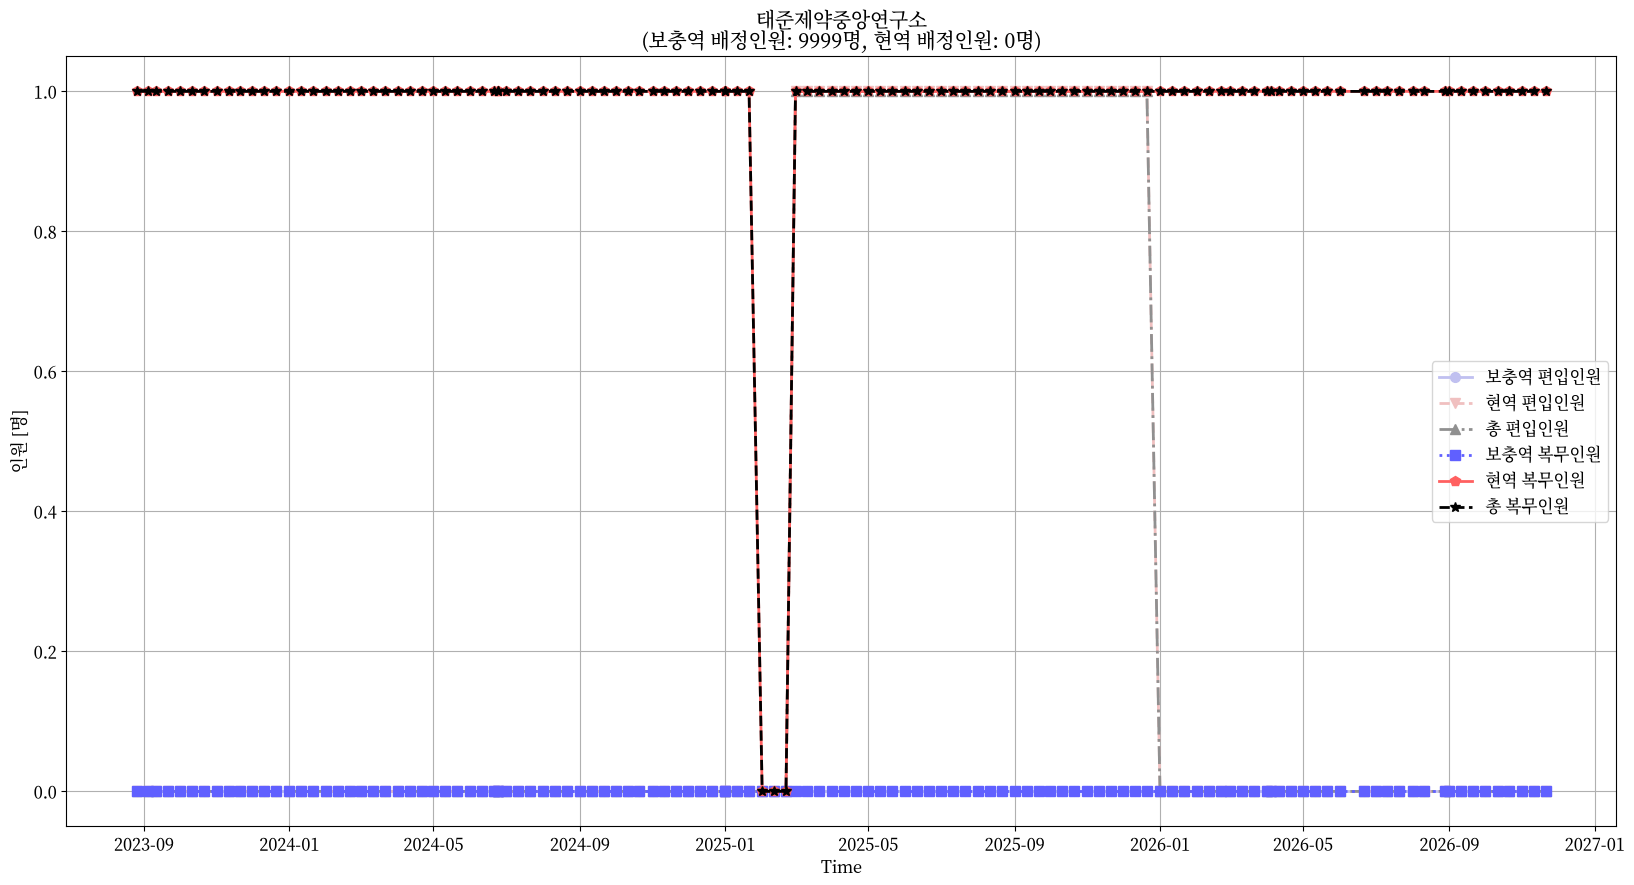 태준제약중앙연구소
(보충역 배정인원: 9999명, 현역 배정인원: 0명)
인원 [명]
1.0
0.8
0.6
0.4
0.2
0.0
보충역 편입인원
현역 편입인원
총 편입인원
보충역 복무인원
현역 복무인원
총 복무인원
2023-09 2024-01 2024-05 2024-09 2025-01 2025-05 2025-09 2026-01 2026-05 2026-09 2027-01
Time